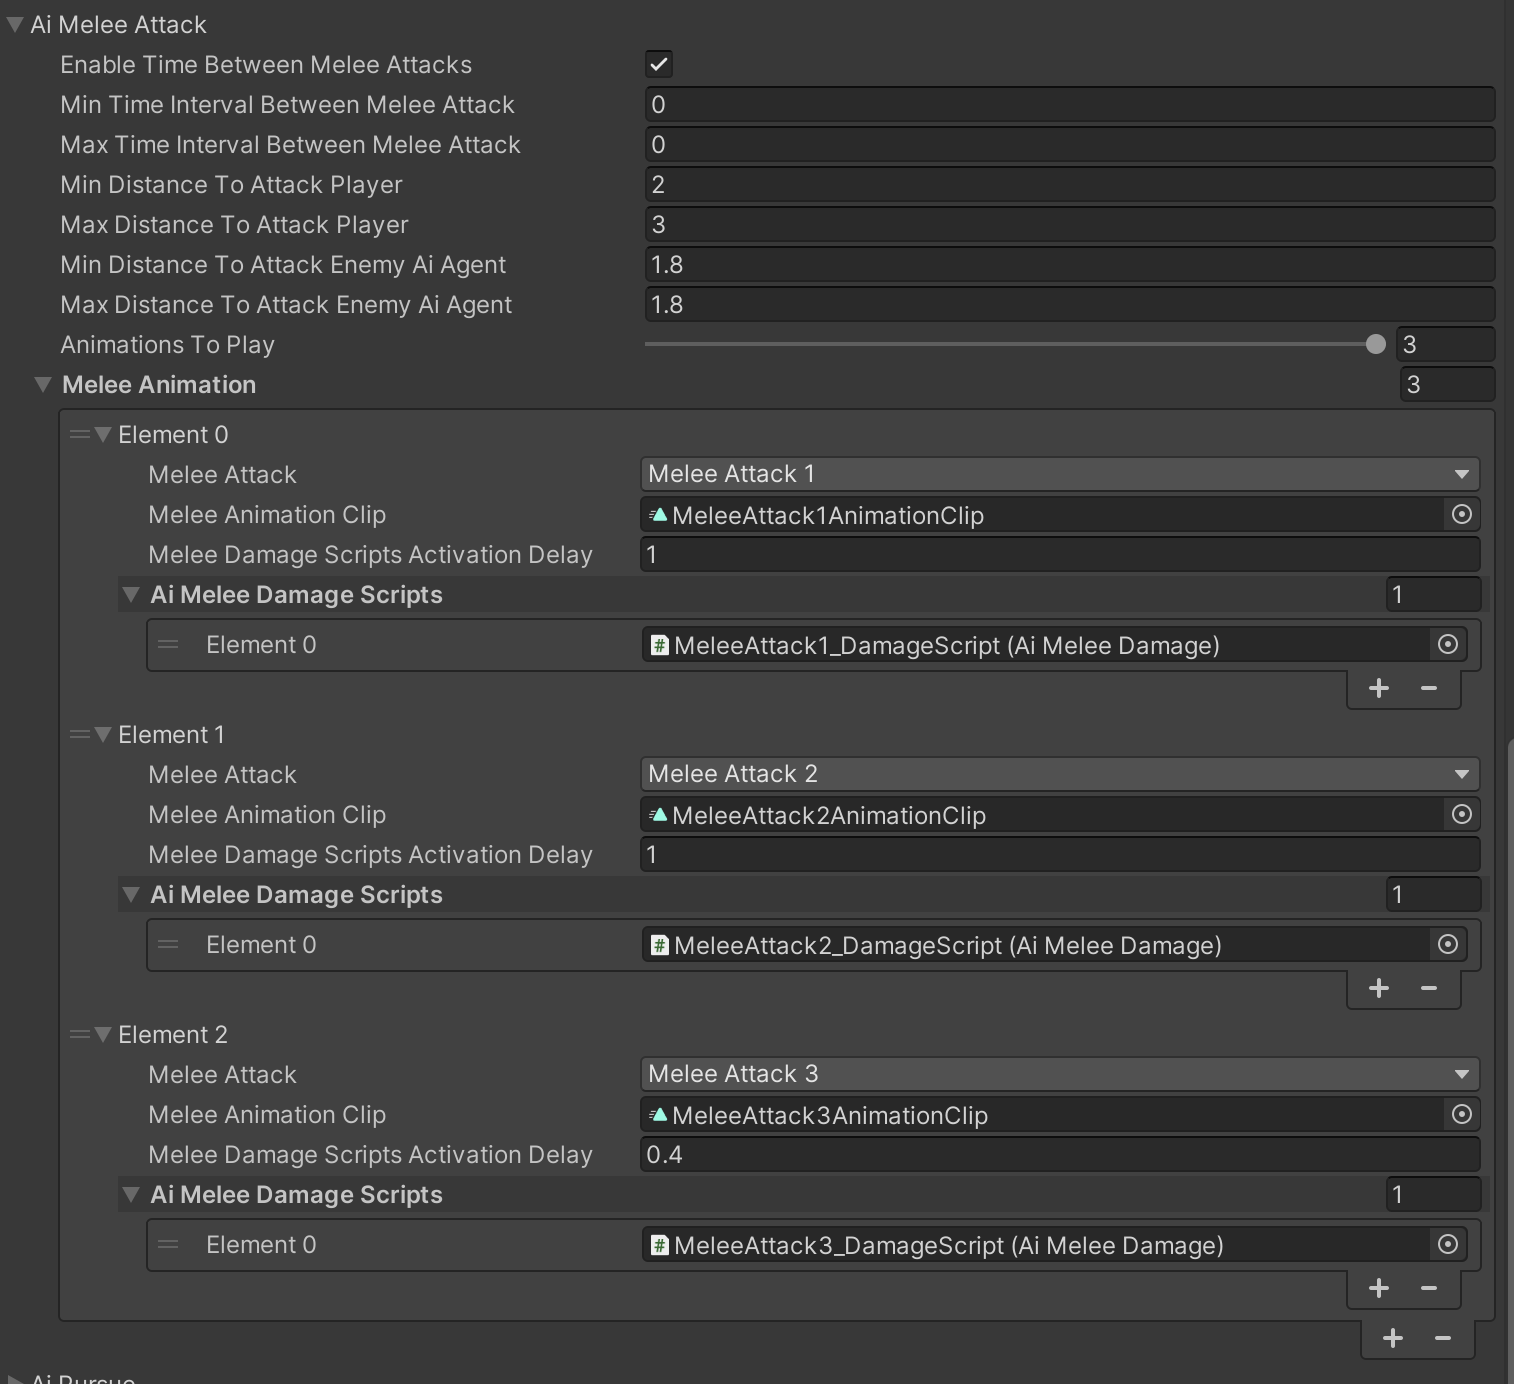 Ai Melee Attack
Enable Time Between Melee Attacks
Min Time Interval Between Melee Attack 0
Max Time Interval Between Melee Attack 0
Min Distance To Attack Player 2
Max Distance To Attack Player 3
Min Distance To Attack Enemy Ai Agent 1.8
Max Distance To Attack Enemy Ai Agent 1.8
Animations To Play 3
Melee Animation 3
Element 0
Melee Attack Melee Attack 1
Melee Animation Clip MeleeAttack1AnimationClip
Melee Damage Scripts Activation Delay 1
Ai Melee Damage Scripts 1
Element 0 # MeleeAttack1_DamageScript (Ai Melee Damage)
+ −
Element 1
Melee Attack Melee Attack 2
Melee Animation Clip MeleeAttack2AnimationClip
Melee Damage Scripts Activation Delay 1
Ai Melee Damage Scripts 1
Element 0 # MeleeAttack2_DamageScript (Ai Melee Damage)
+ −
Element 2
Melee Attack Melee Attack 3
Melee Animation Clip MeleeAttack3AnimationClip
Melee Damage Scripts Activation Delay 0.4
Ai Melee Damage Scripts 1
Element 0 # MeleeAttack3_DamageScript (Ai Melee Damage)
+ −
+ −
Ai Pursue